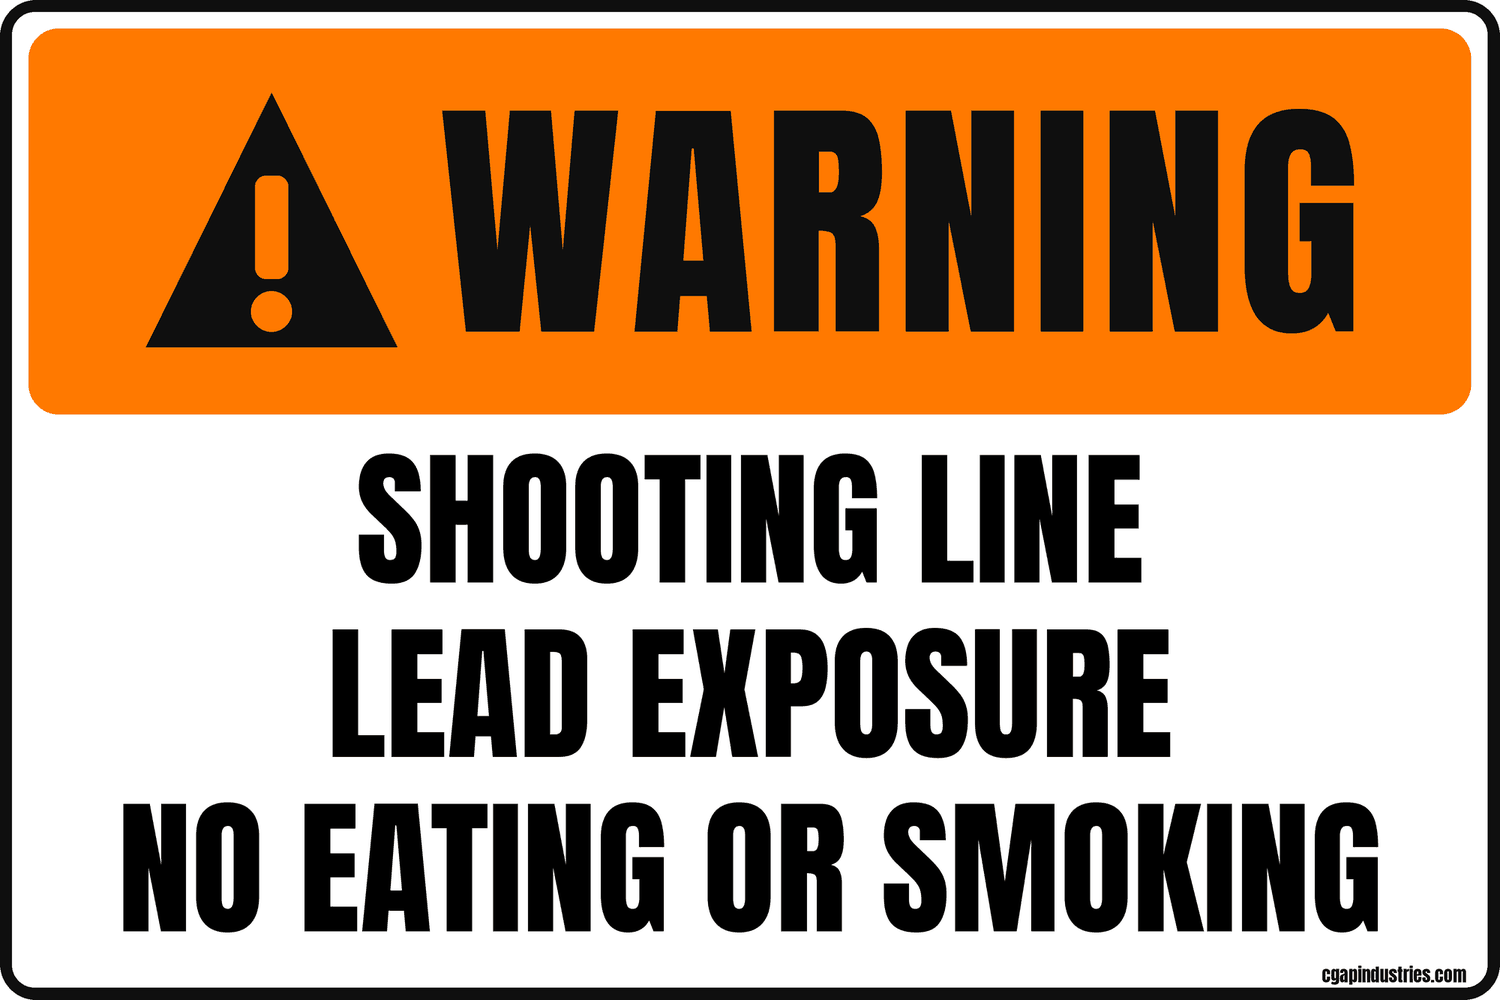 WARNING
SHOOTING LINE
LEAD EXPOSURE
NO EATING OR SMOKING
cgapindustries.com